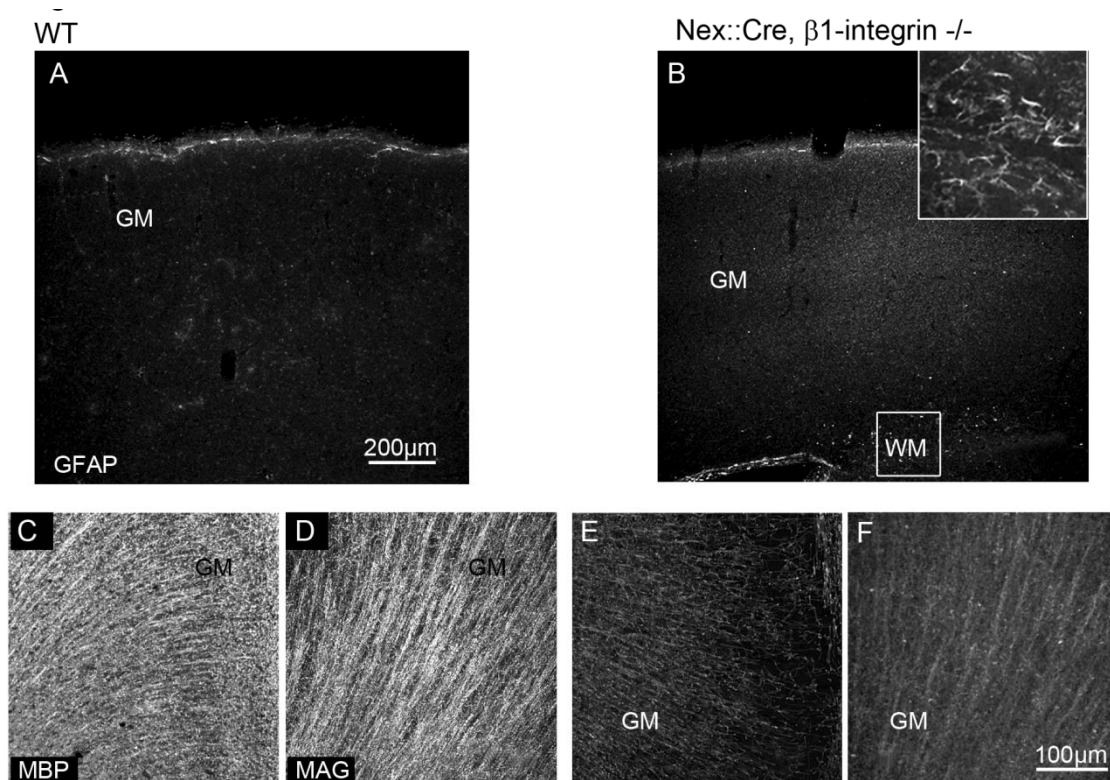 WT
Nex::Cre, β1-integrin -/-
A
B
GM
GM
GFAP
200µm
WM
C
D
E
F
GM
GM
GM
GM
MBP
MAG
100µm